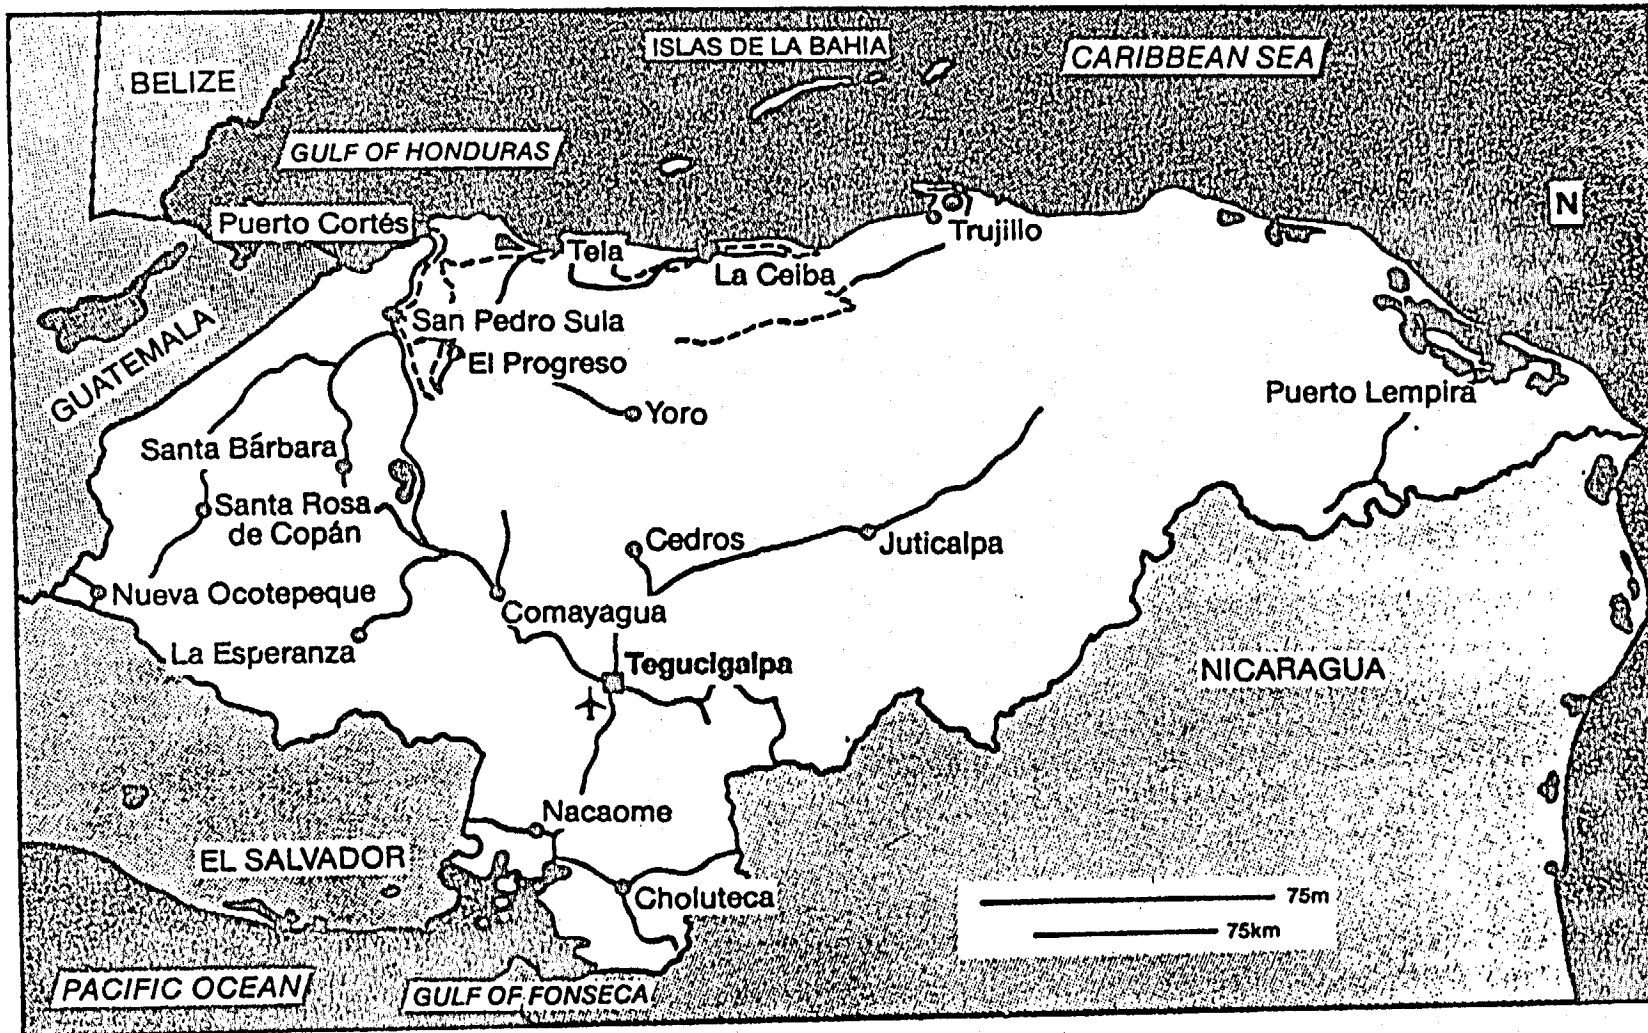 ISLAS DE LA BAHIA
CARIBBEAN SEA
BELIZE
GULF OF HONDURAS
N
Puerto Cortés
Trujillo
Tela
La Ceiba
San Pedro Sula
GUATEMALA
El Progreso
Puerto Lempira
Yoro
Santa Bárbara
Santa Rosa
de Copán
Cedros
Juticalpa
Nueva Ocotepeque
Comayagua
La Esperanza
Tegucigalpa
NICARAGUA
Nacaome
EL SALVADOR
Choluteca
75m
75km
PACIFIC OCEAN
GULF OF FONSECA